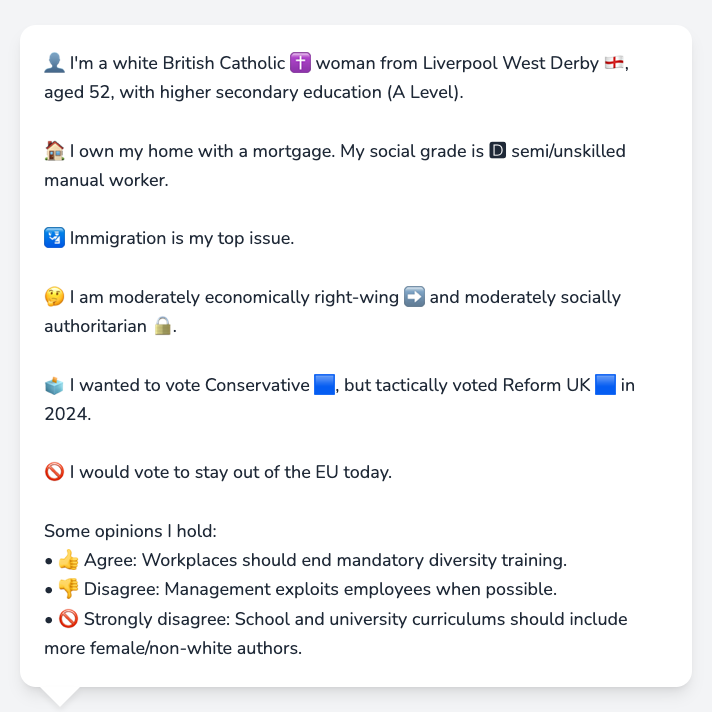 👤 I'm a white British Catholic ✝️ woman from Liverpool West Derby 🏴󠁧󠁢󠁥󠁮󠁧󠁿,
aged 52, with higher secondary education (A Level).
🏠 I own my home with a mortgage. My social grade is 🅳 semi/unskilled
manual worker.
🛂 Immigration is my top issue.
🤔 I am moderately economically right-wing ➡️ and moderately socially
authoritarian 🔒.
🗳️ I wanted to vote Conservative 🟦, but tactically voted Reform UK 🟦 in
2024.
🚫 I would vote to stay out of the EU today.
Some opinions I hold:
• 👍 Agree: Workplaces should end mandatory diversity training.
• 👎 Disagree: Management exploits employees when possible.
• 🚫 Strongly disagree: School and university curriculums should include
more female/non-white authors.